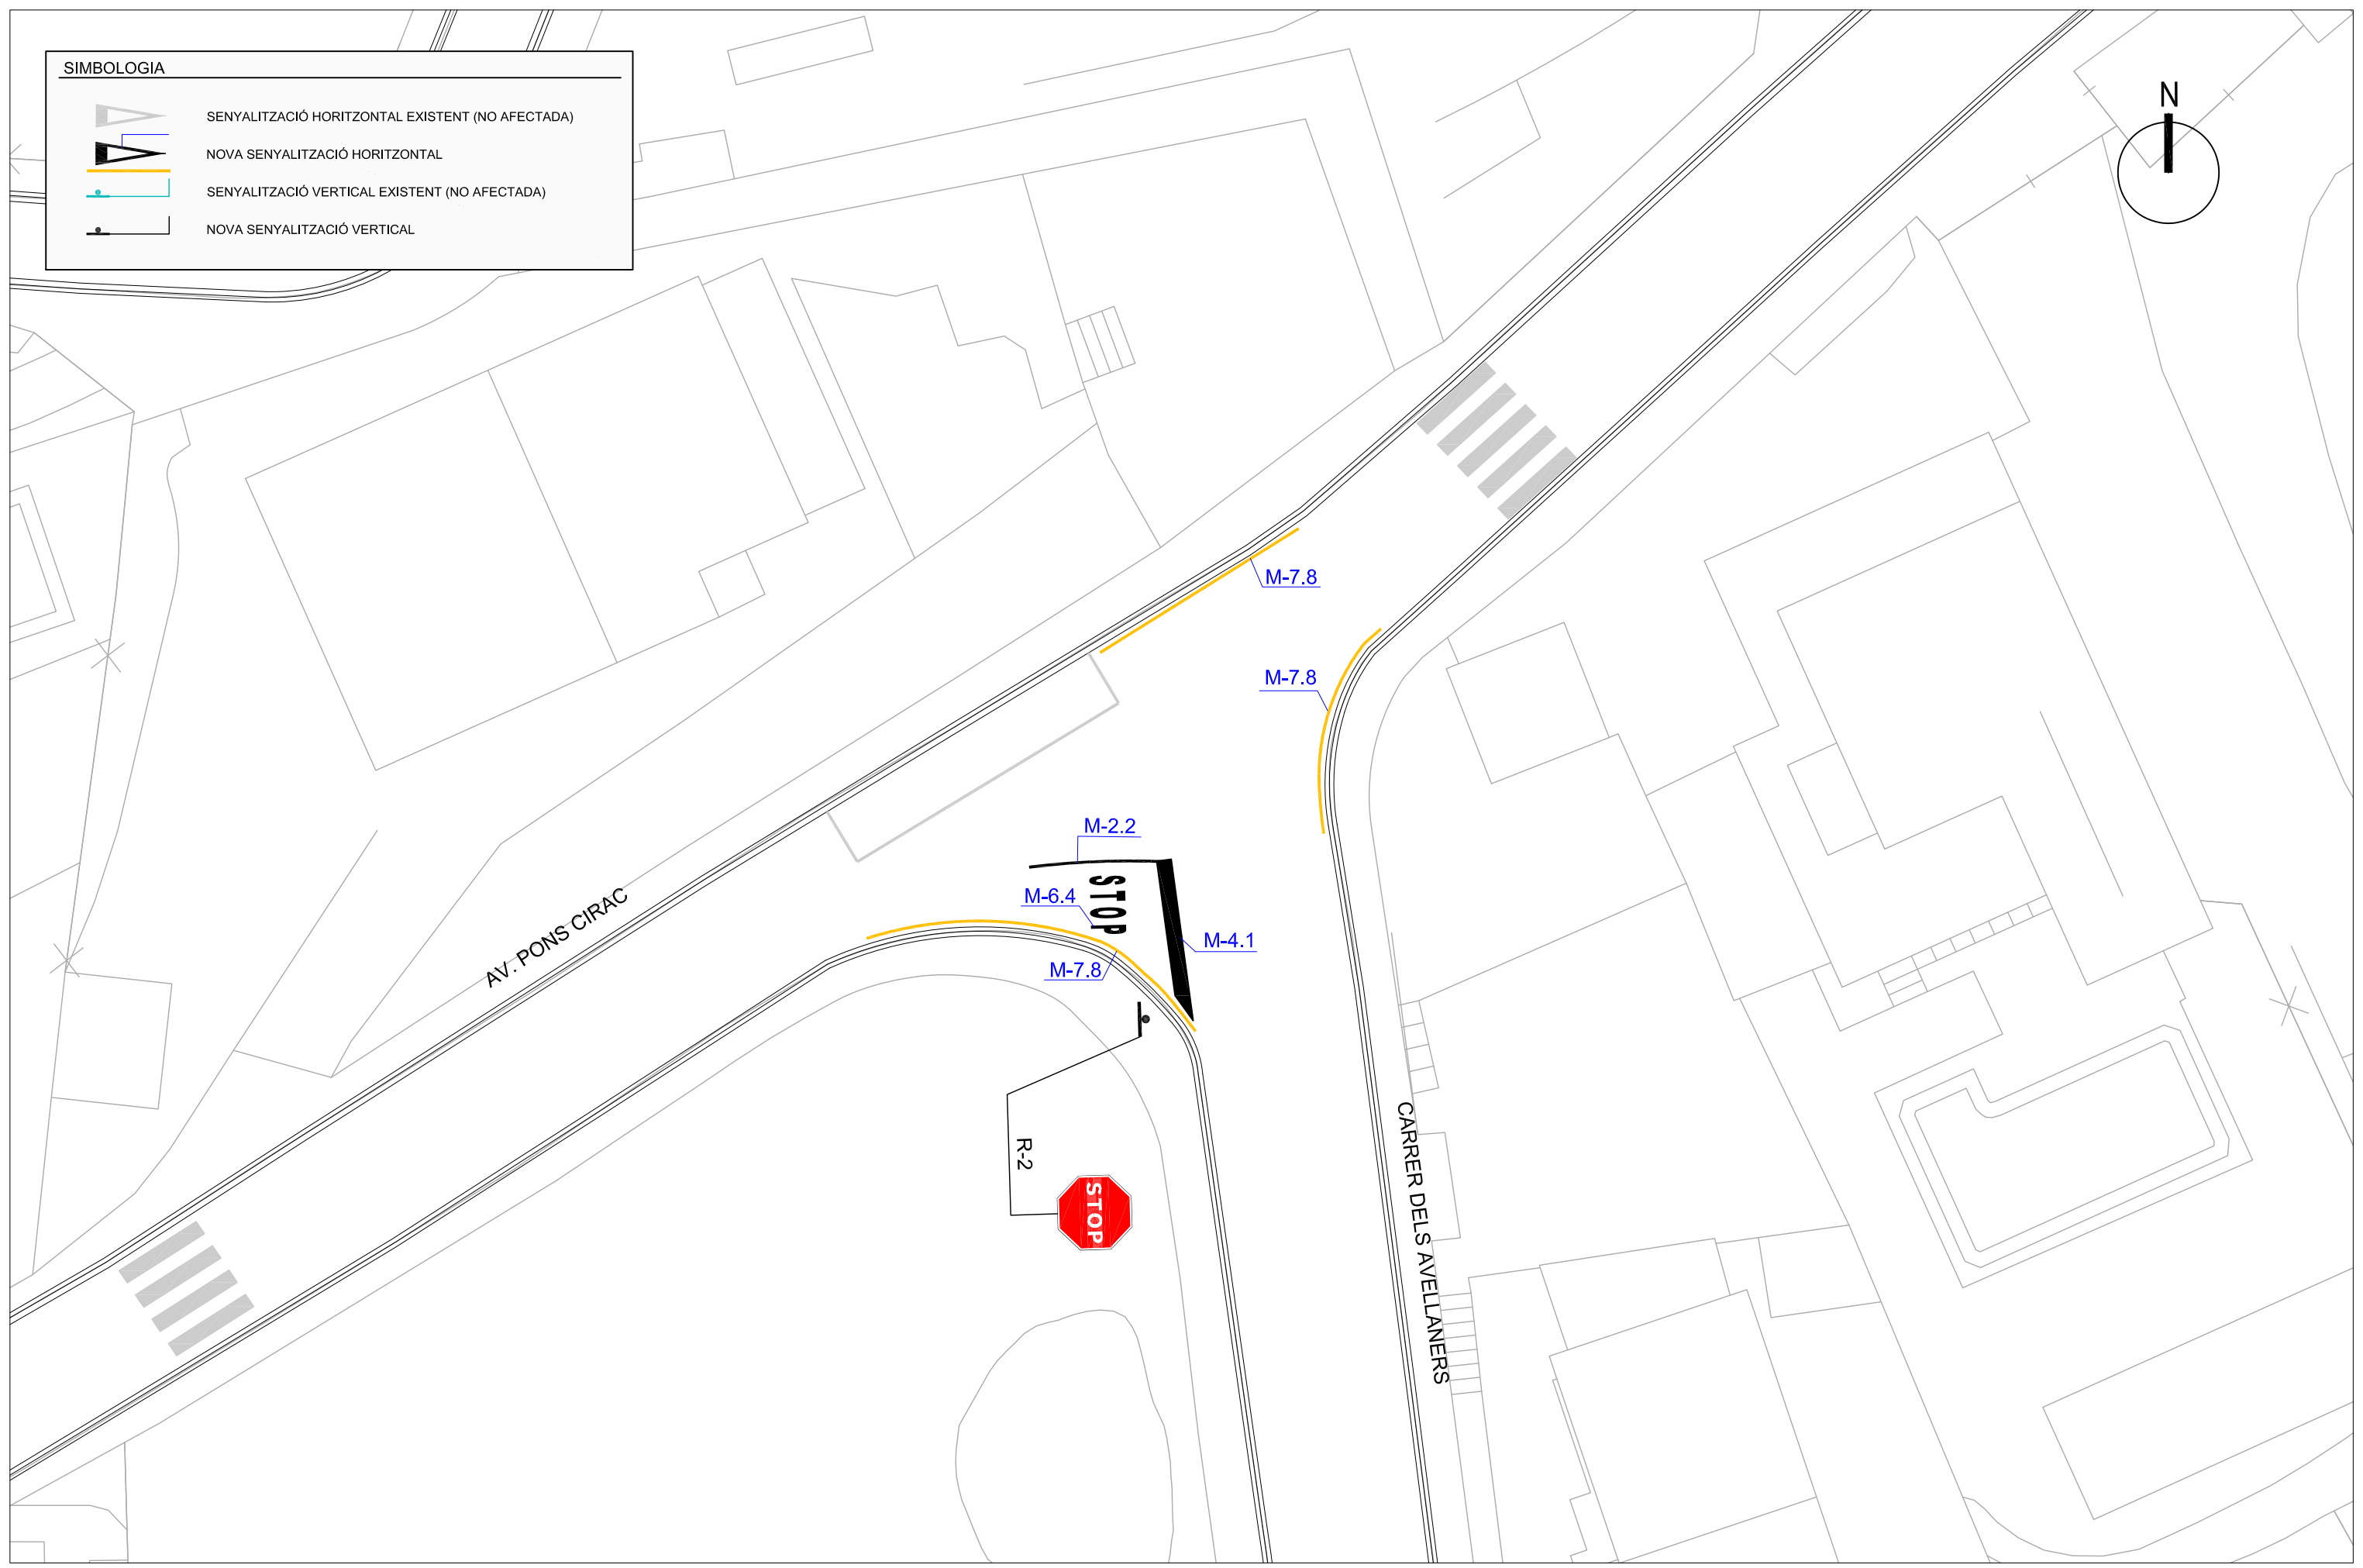 SIMBOLOGIA
SENYALITZACIÓ HORITZONTAL EXISTENT (NO AFECTADA)
NOVA SENYALITZACIÓ HORITZONTAL
SENYALITZACIÓ VERTICAL EXISTENT (NO AFECTADA)
NOVA SENYALITZACIÓ VERTICAL
N
M-7.8
M-7.8
M-2.2
STOP
M-6.4
M-4.1
M-7.8
AV. PONS CIRAC
R-2
STOP
CARRER DELS AVELLANERS